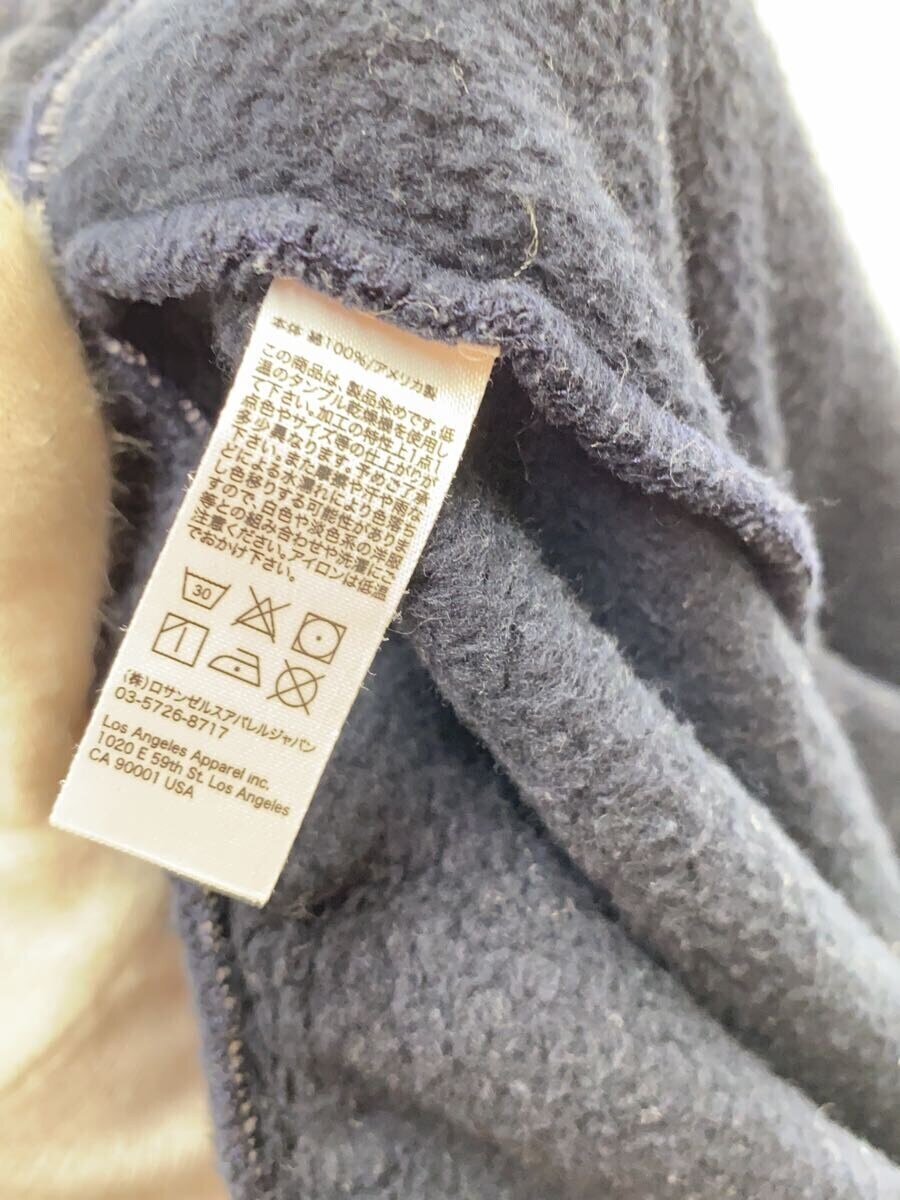 本体 綿100%/アメリカ製
この商品は、製品染めです。低
温のタンブル乾燥機を使用し
て下さい。加工の特性上1点1
点色やサイズ等の仕上がりが
多少異なります。予めご了承
下さい。また摩擦や汗や雨な
どによる水濡れにより色落ち
し色移りする可能性がありま
すので、白色や淡色系の洋服
等との組み合わせや洗濯にご
注意ください。アイロンは低温
でおかけ下さい。
30
(株)ロサンゼルスアパレルジャパン
03-5726-8717
Los Angeles Apparel inc.
1020 E 59th St. Los Angeles
CA 90001 USA